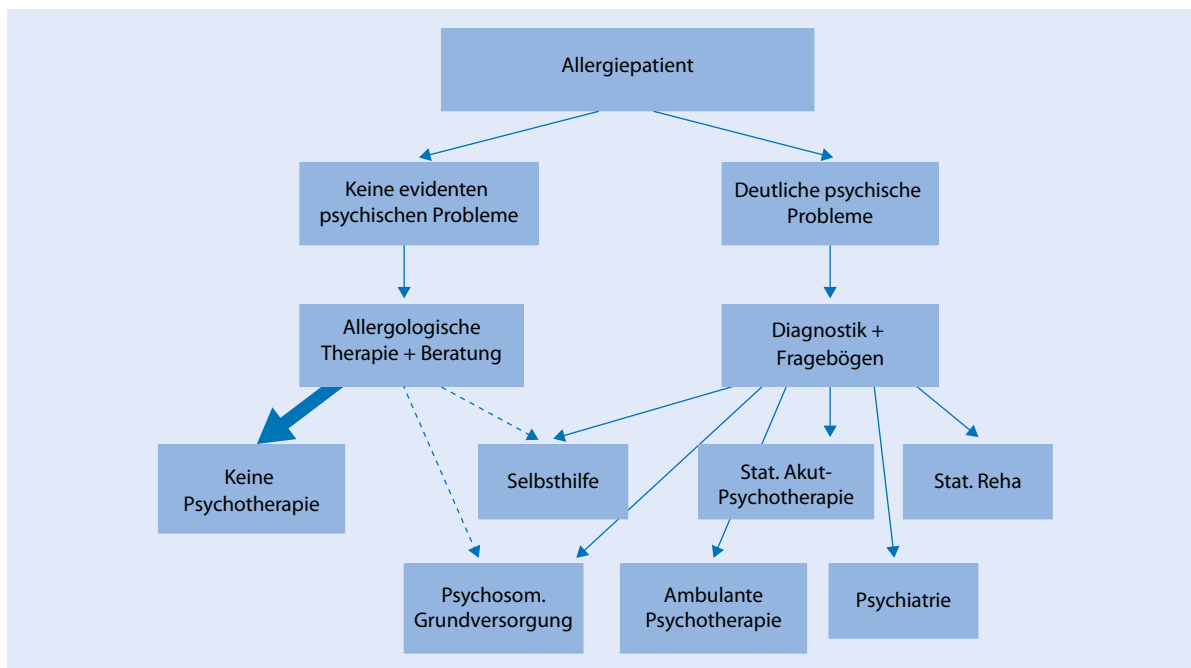 Allergiepatient
Keine evidenten
psychischen Probleme
Deutliche psychische
Probleme
Allergologische
Therapie + Beratung
Diagnostik +
Fragebögen
Keine
Psychotherapie
Selbsthilfe
Stat. Akut-
Psychotherapie
Stat. Reha
Psychosom.
Grundversorgung
Ambulante
Psychotherapie
Psychiatrie